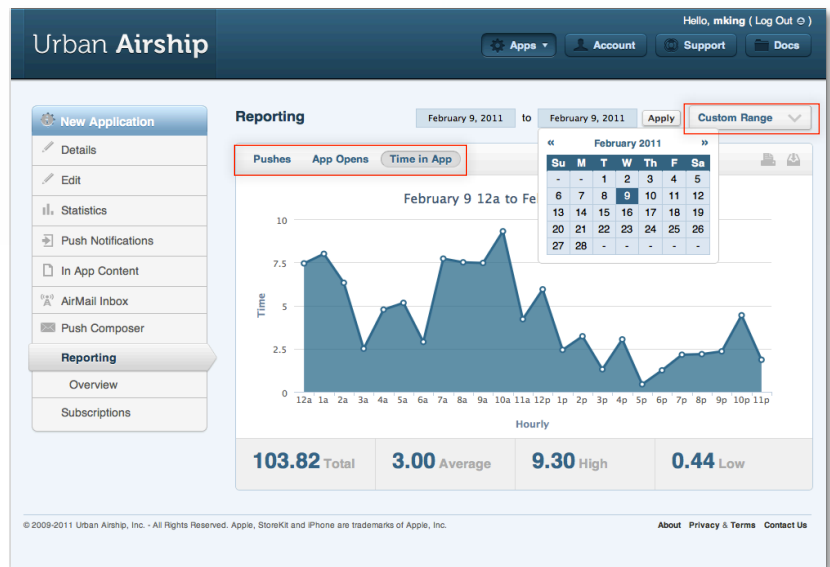 Hello, mking ( Log Out )
Urban Airship
Apps
Account
Support
Docs
New Application
Details
Edit
Statistics
Push Notifications
In App Content
AirMail Inbox
Push Composer
Reporting
Overview
Subscriptions
Reporting
February 9, 2011 to February 9, 2011 Apply Custom Range
« February 2011 »
Su M T W Th F Sa
- - 1 2 3 4 5
6 7 8 9 10 11 12
13 14 15 16 17 18 19
20 21 22 23 24 25 26
27 28 - - - - -
Pushes App Opens Time in App
February 9 12a to Fe
10
7.5
5
2.5
0
Time
12a 1a 2a 3a 4a 5a 6a 7a 8a 9a 10a 11a 12p 1p 2p 3p 4p 5p 6p 7p 8p 9p 10p 11p
Hourly
103.82 Total
3.00 Average
9.30 High
0.44 Low
© 2009-2011 Urban Airship, Inc. - All Rights Reserved. Apple, StoreKit and iPhone are trademarks of Apple, Inc.
About Privacy & Terms Contact Us